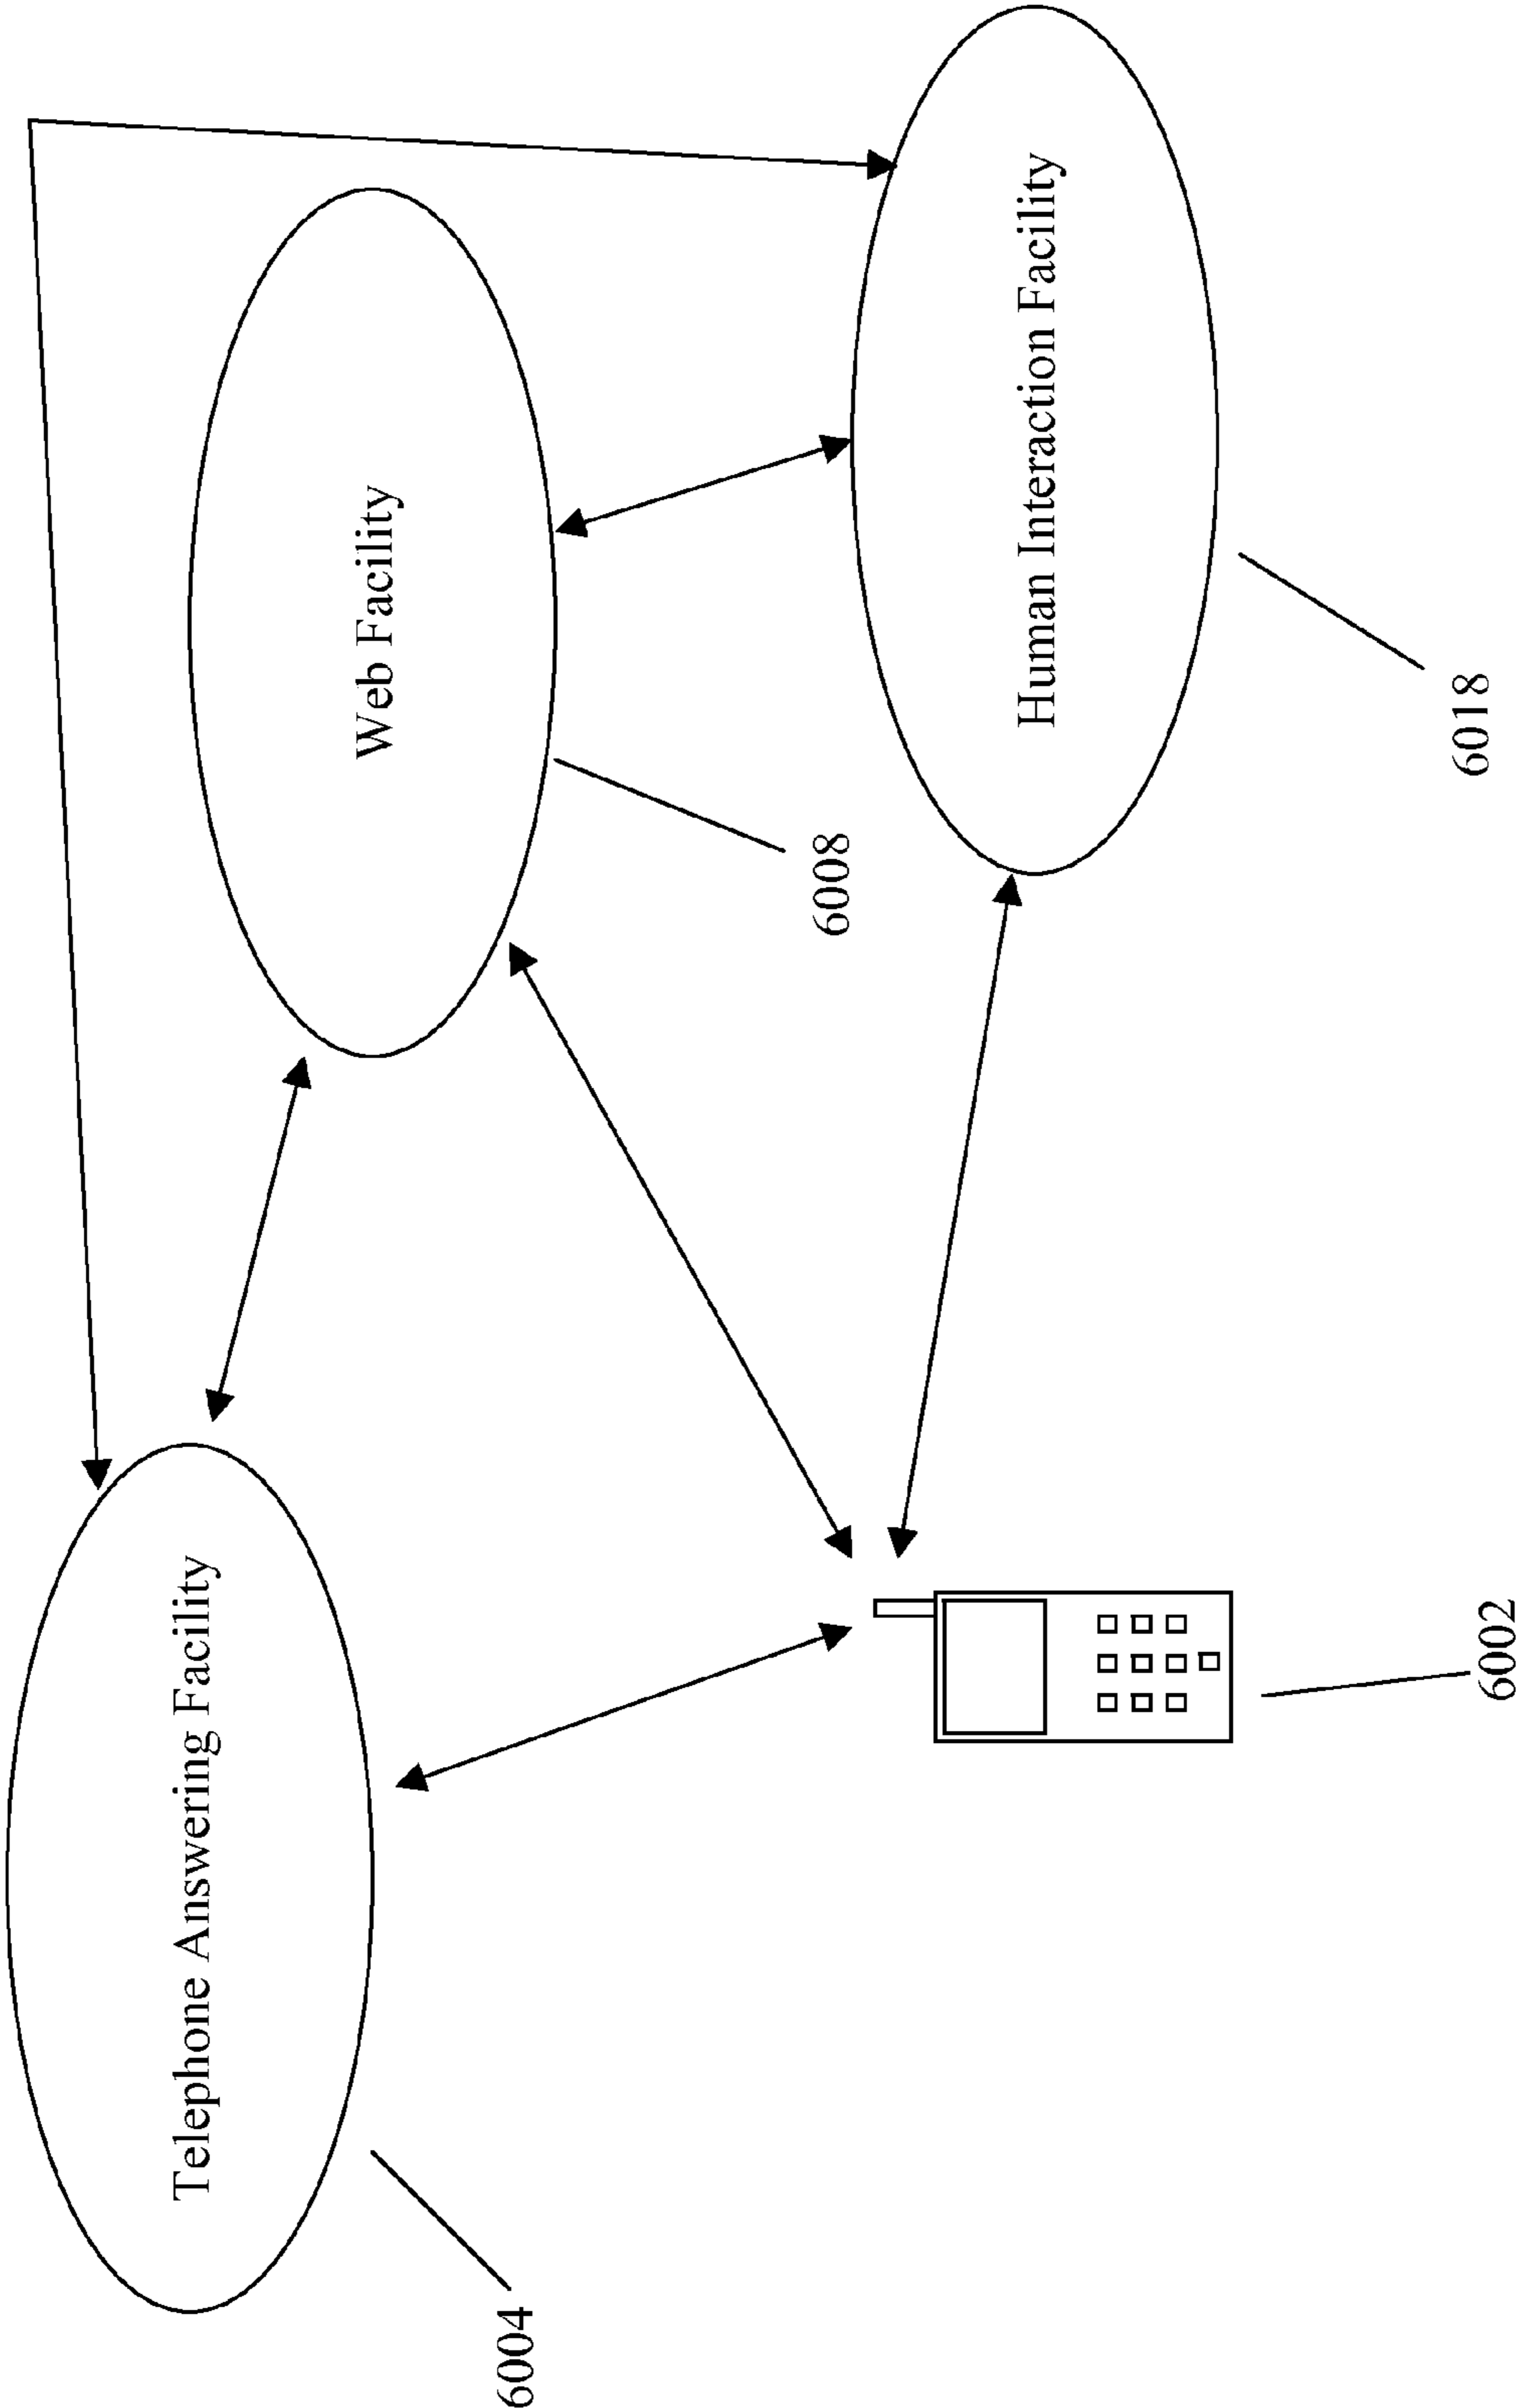 Telephone Answering Facility
6004
Web Facility
6008
Human Interaction Facility
6018
6002